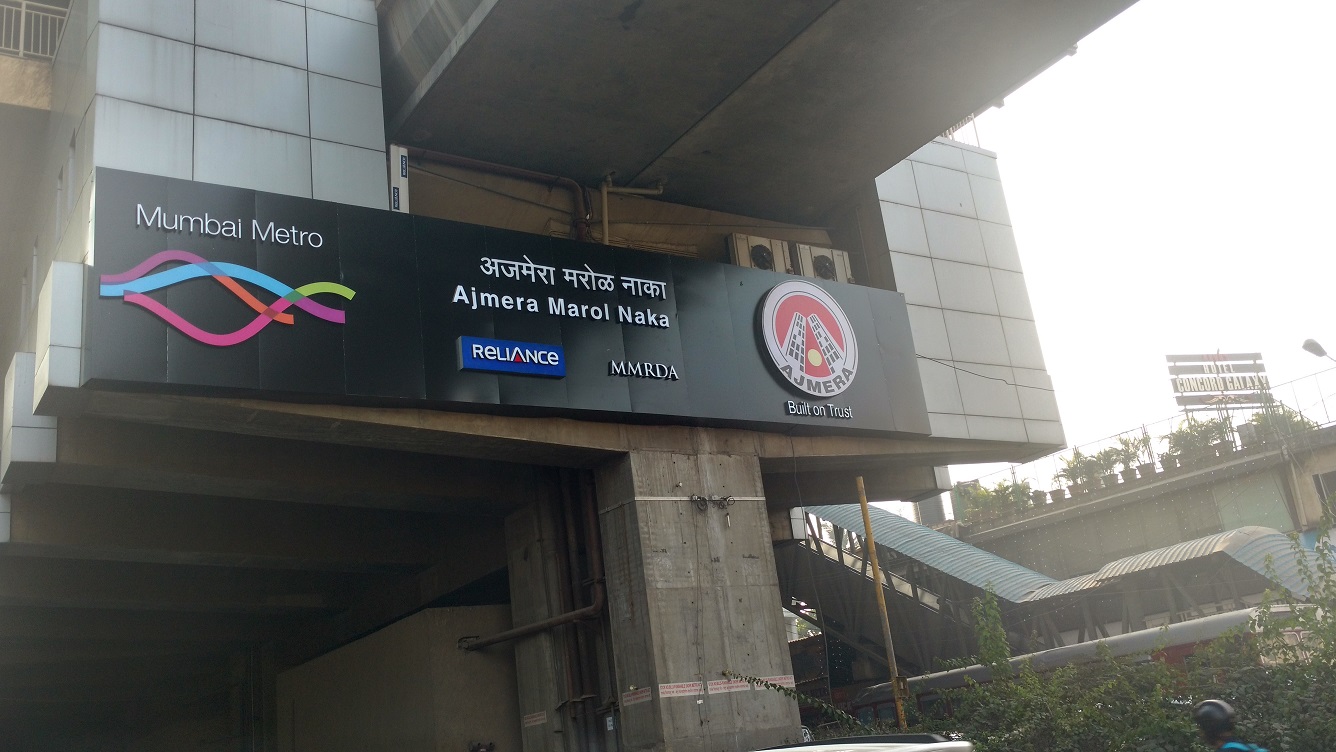 Mumbai Metro
अजमेरा मरोळ नाका
Ajmera Marol Naka
RELIANCE
MMRDA
AJMERA
Built on Trust
HOTEL
CONCORD GALAXY